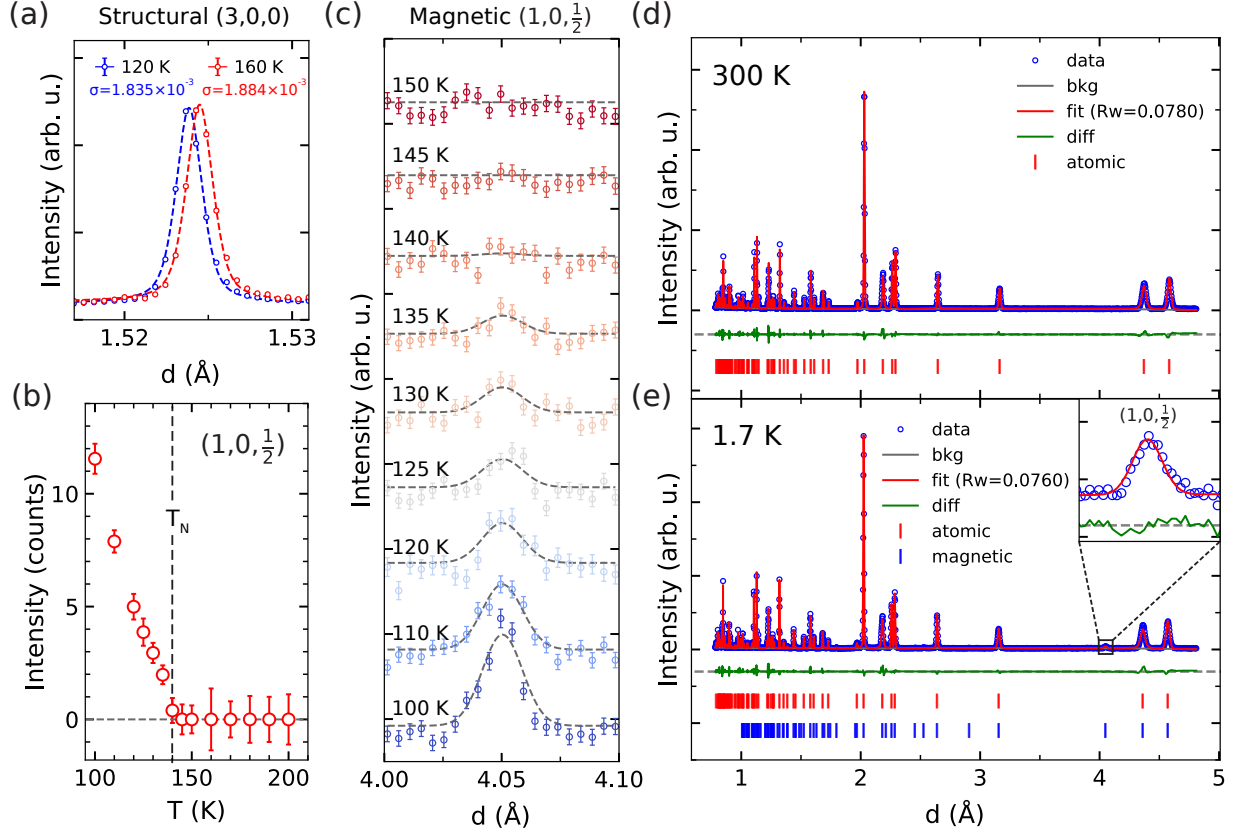 (a)
Structural (3,0,0)
120 K
160 K
σ=1.835×10⁻³
σ=1.884×10⁻³
Intensity (arb. u.)
1.52
1.53
d (Å)
(b)
(1,0,½)
T_N
Intensity (counts)
10
5
0
100
120
140
160
180
200
T (K)
(c)
Magnetic (1,0,½)
150 K
145 K
140 K
135 K
130 K
125 K
120 K
110 K
100 K
Intensity (arb. u.)
4.00
4.05
4.10
d (Å)
(d)
300 K
data
bkg
fit (Rw=0.0780)
diff
atomic
Intensity (arb. u.)
(e)
1.7 K
data
bkg
fit (Rw=0.0760)
diff
atomic
magnetic
(1,0,½)
Intensity (arb. u.)
1
2
3
4
5
d (Å)